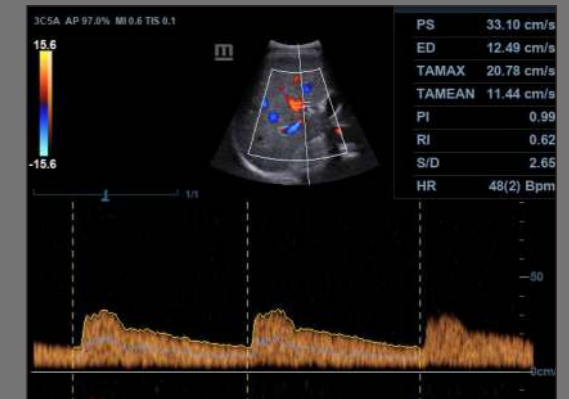 3C5A AP 97.0% MI 0.6 TIS 0.1
15.6
-15.6
m
1/1
PS 33.10 cm/s
ED 12.49 cm/s
TAMAX 20.78 cm/s
TAMEAN 11.44 cm/s
PI 0.99
RI 0.62
S/D 2.65
HR 48(2) Bpm
50
0cm/